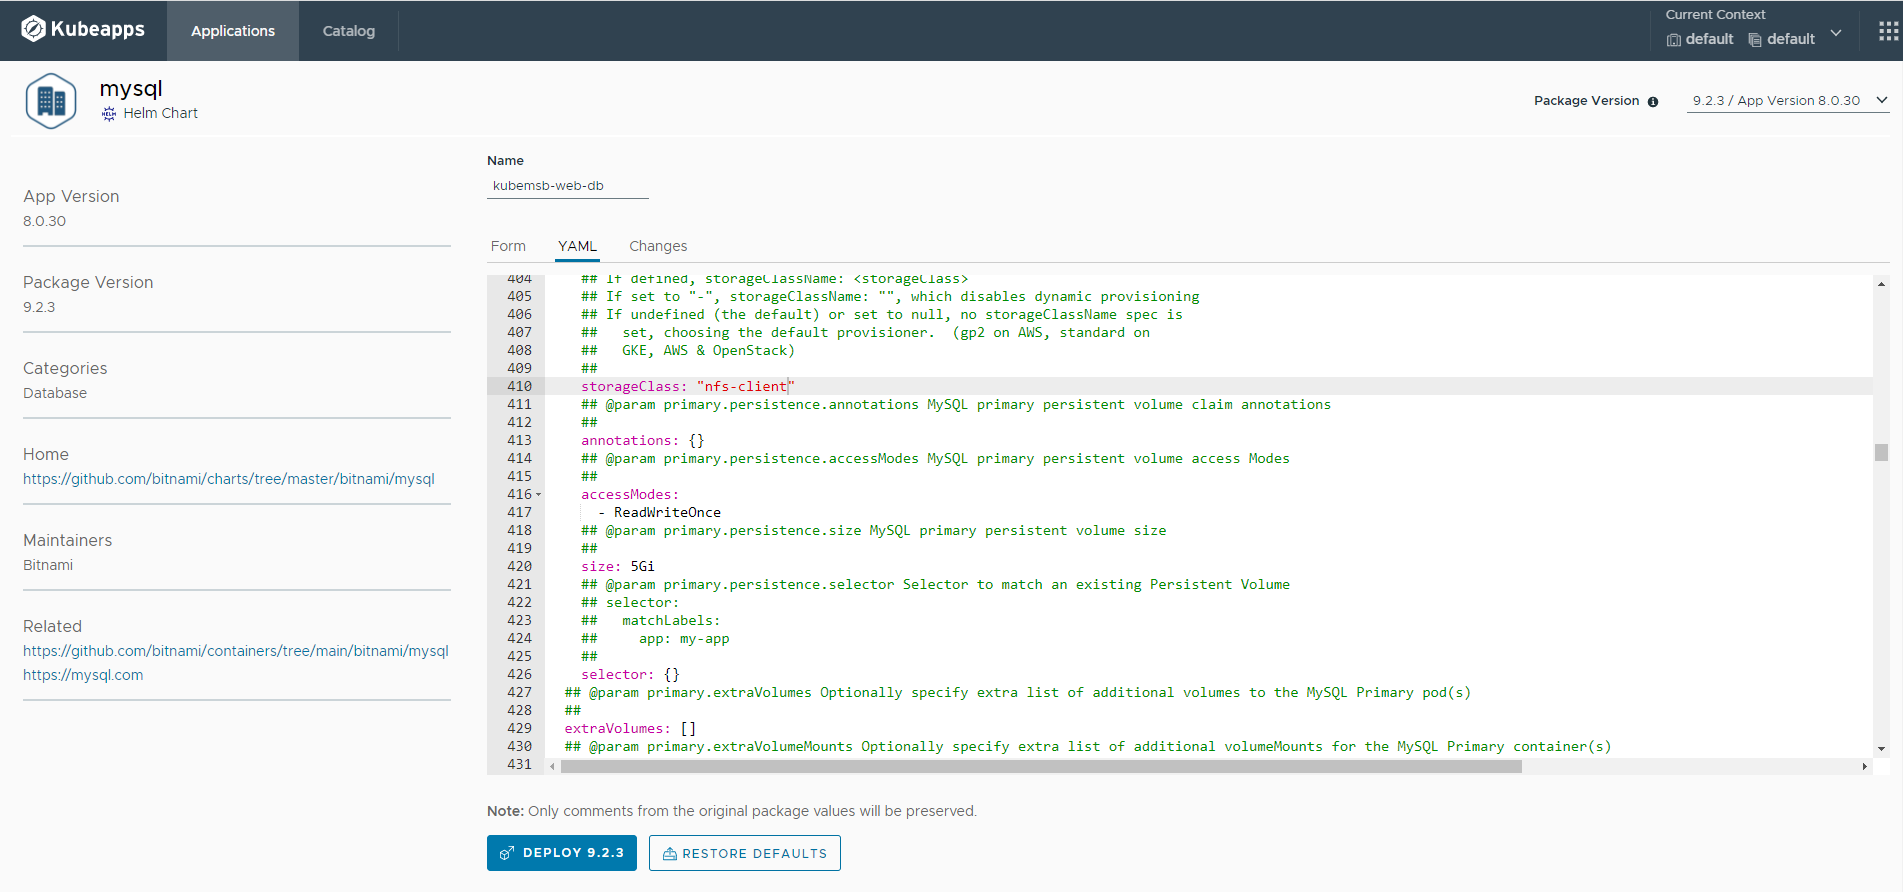 Kubeapps
Applications
Catalog
Current Context
default
default
mysql
HELM Helm Chart
Package Version
9.2.3 / App Version 8.0.30
App Version
8.0.30
Package Version
9.2.3
Categories
Database
Home
https://github.com/bitnami/charts/tree/master/bitnami/mysql
Maintainers
Bitnami
Related
https://github.com/bitnami/containers/tree/main/bitnami/mysql
https://mysql.com
Name
kubemsb-web-db
Form YAML Changes
404 ## If defined, storageClassName: <storageClass>
405 ## If set to "-", storageClassName: "", which disables dynamic provisioning
406 ## If undefined (the default) or set to null, no storageClassName spec is
407 ##   set, choosing the default provisioner.  (gp2 on AWS, standard on
408 ##   GKE, AWS & OpenStack)
409 ##
410 storageClass: "nfs-client"
411 ## @param primary.persistence.annotations MySQL primary persistent volume claim annotations
412 ##
413 annotations: {}
414 ## @param primary.persistence.accessModes MySQL primary persistent volume access Modes
415 ##
416 accessModes:
417   - ReadWriteOnce
418 ## @param primary.persistence.size MySQL primary persistent volume size
419 ##
420 size: 5Gi
421 ## @param primary.persistence.selector Selector to match an existing Persistent Volume
422 ## selector:
423 ##   matchLabels:
424 ##     app: my-app
425 ##
426 selector: {}
427 ## @param primary.extraVolumes Optionally specify extra list of additional volumes to the MySQL Primary pod(s)
428 ##
429 extraVolumes: []
430 ## @param primary.extraVolumeMounts Optionally specify extra list of additional volumeMounts for the MySQL Primary container(s)
431
Note: Only comments from the original package values will be preserved.
DEPLOY 9.2.3
RESTORE DEFAULTS